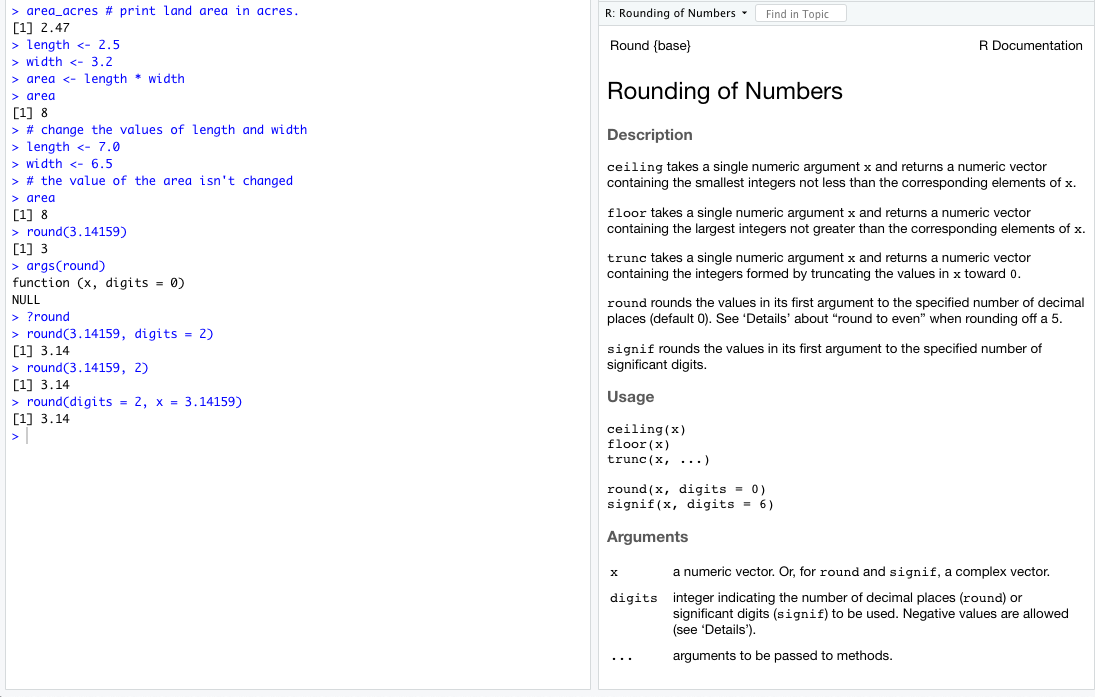 > area_acres # print land area in acres.
[1] 2.47
> length <- 2.5
> width <- 3.2
> area <- length * width
> area
[1] 8
> # change the values of length and width
> length <- 7.0
> width <- 6.5
> # the value of the area isn't changed
> area
[1] 8
> round(3.14159)
[1] 3
> args(round)
function (x, digits = 0)
NULL
> ?round
> round(3.14159, digits = 2)
[1] 3.14
> round(3.14159, 2)
[1] 3.14
> round(digits = 2, x = 3.14159)
[1] 3.14
>
R: Rounding of Numbers Find in Topic
Round {base} R Documentation
Rounding of Numbers
Description
ceiling takes a single numeric argument x and returns a numeric vector
containing the smallest integers not less than the corresponding elements of x.
floor takes a single numeric argument x and returns a numeric vector
containing the largest integers not greater than the corresponding elements of x.
trunc takes a single numeric argument x and returns a numeric vector
containing the integers formed by truncating the values in x toward 0.
round rounds the values in its first argument to the specified number of decimal
places (default 0). See ‘Details’ about “round to even” when rounding off a 5.
signif rounds the values in its first argument to the specified number of
significant digits.
Usage
ceiling(x)
floor(x)
trunc(x, ...)
round(x, digits = 0)
signif(x, digits = 6)
Arguments
x a numeric vector. Or, for round and signif, a complex vector.
digits integer indicating the number of decimal places (round) or
significant digits (signif) to be used. Negative values are allowed
(see ‘Details’).
... arguments to be passed to methods.